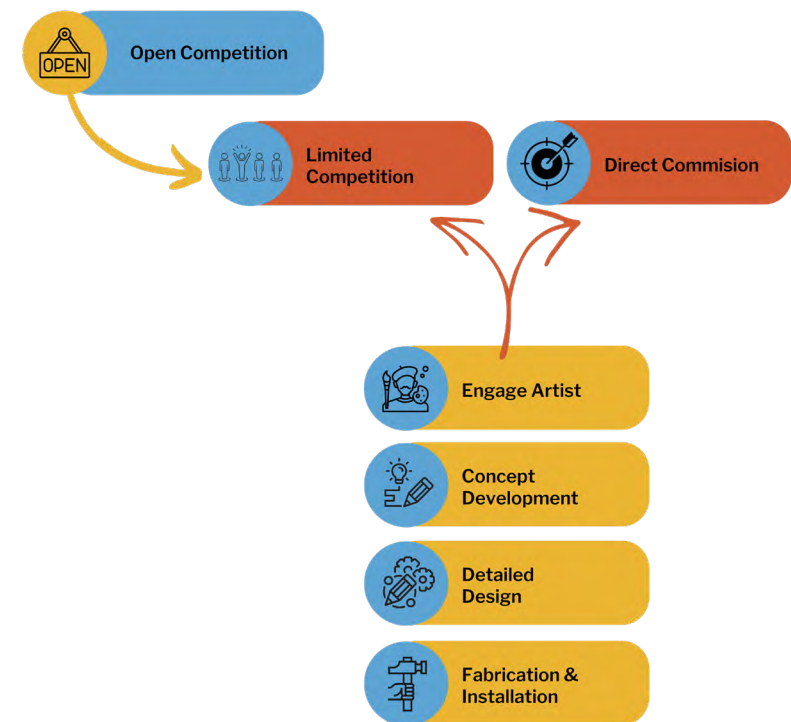 OPEN
Open Competition
Limited
Competition
Direct Commision
Engage Artist
Concept
Development
Detailed
Design
Fabrication &
Installation